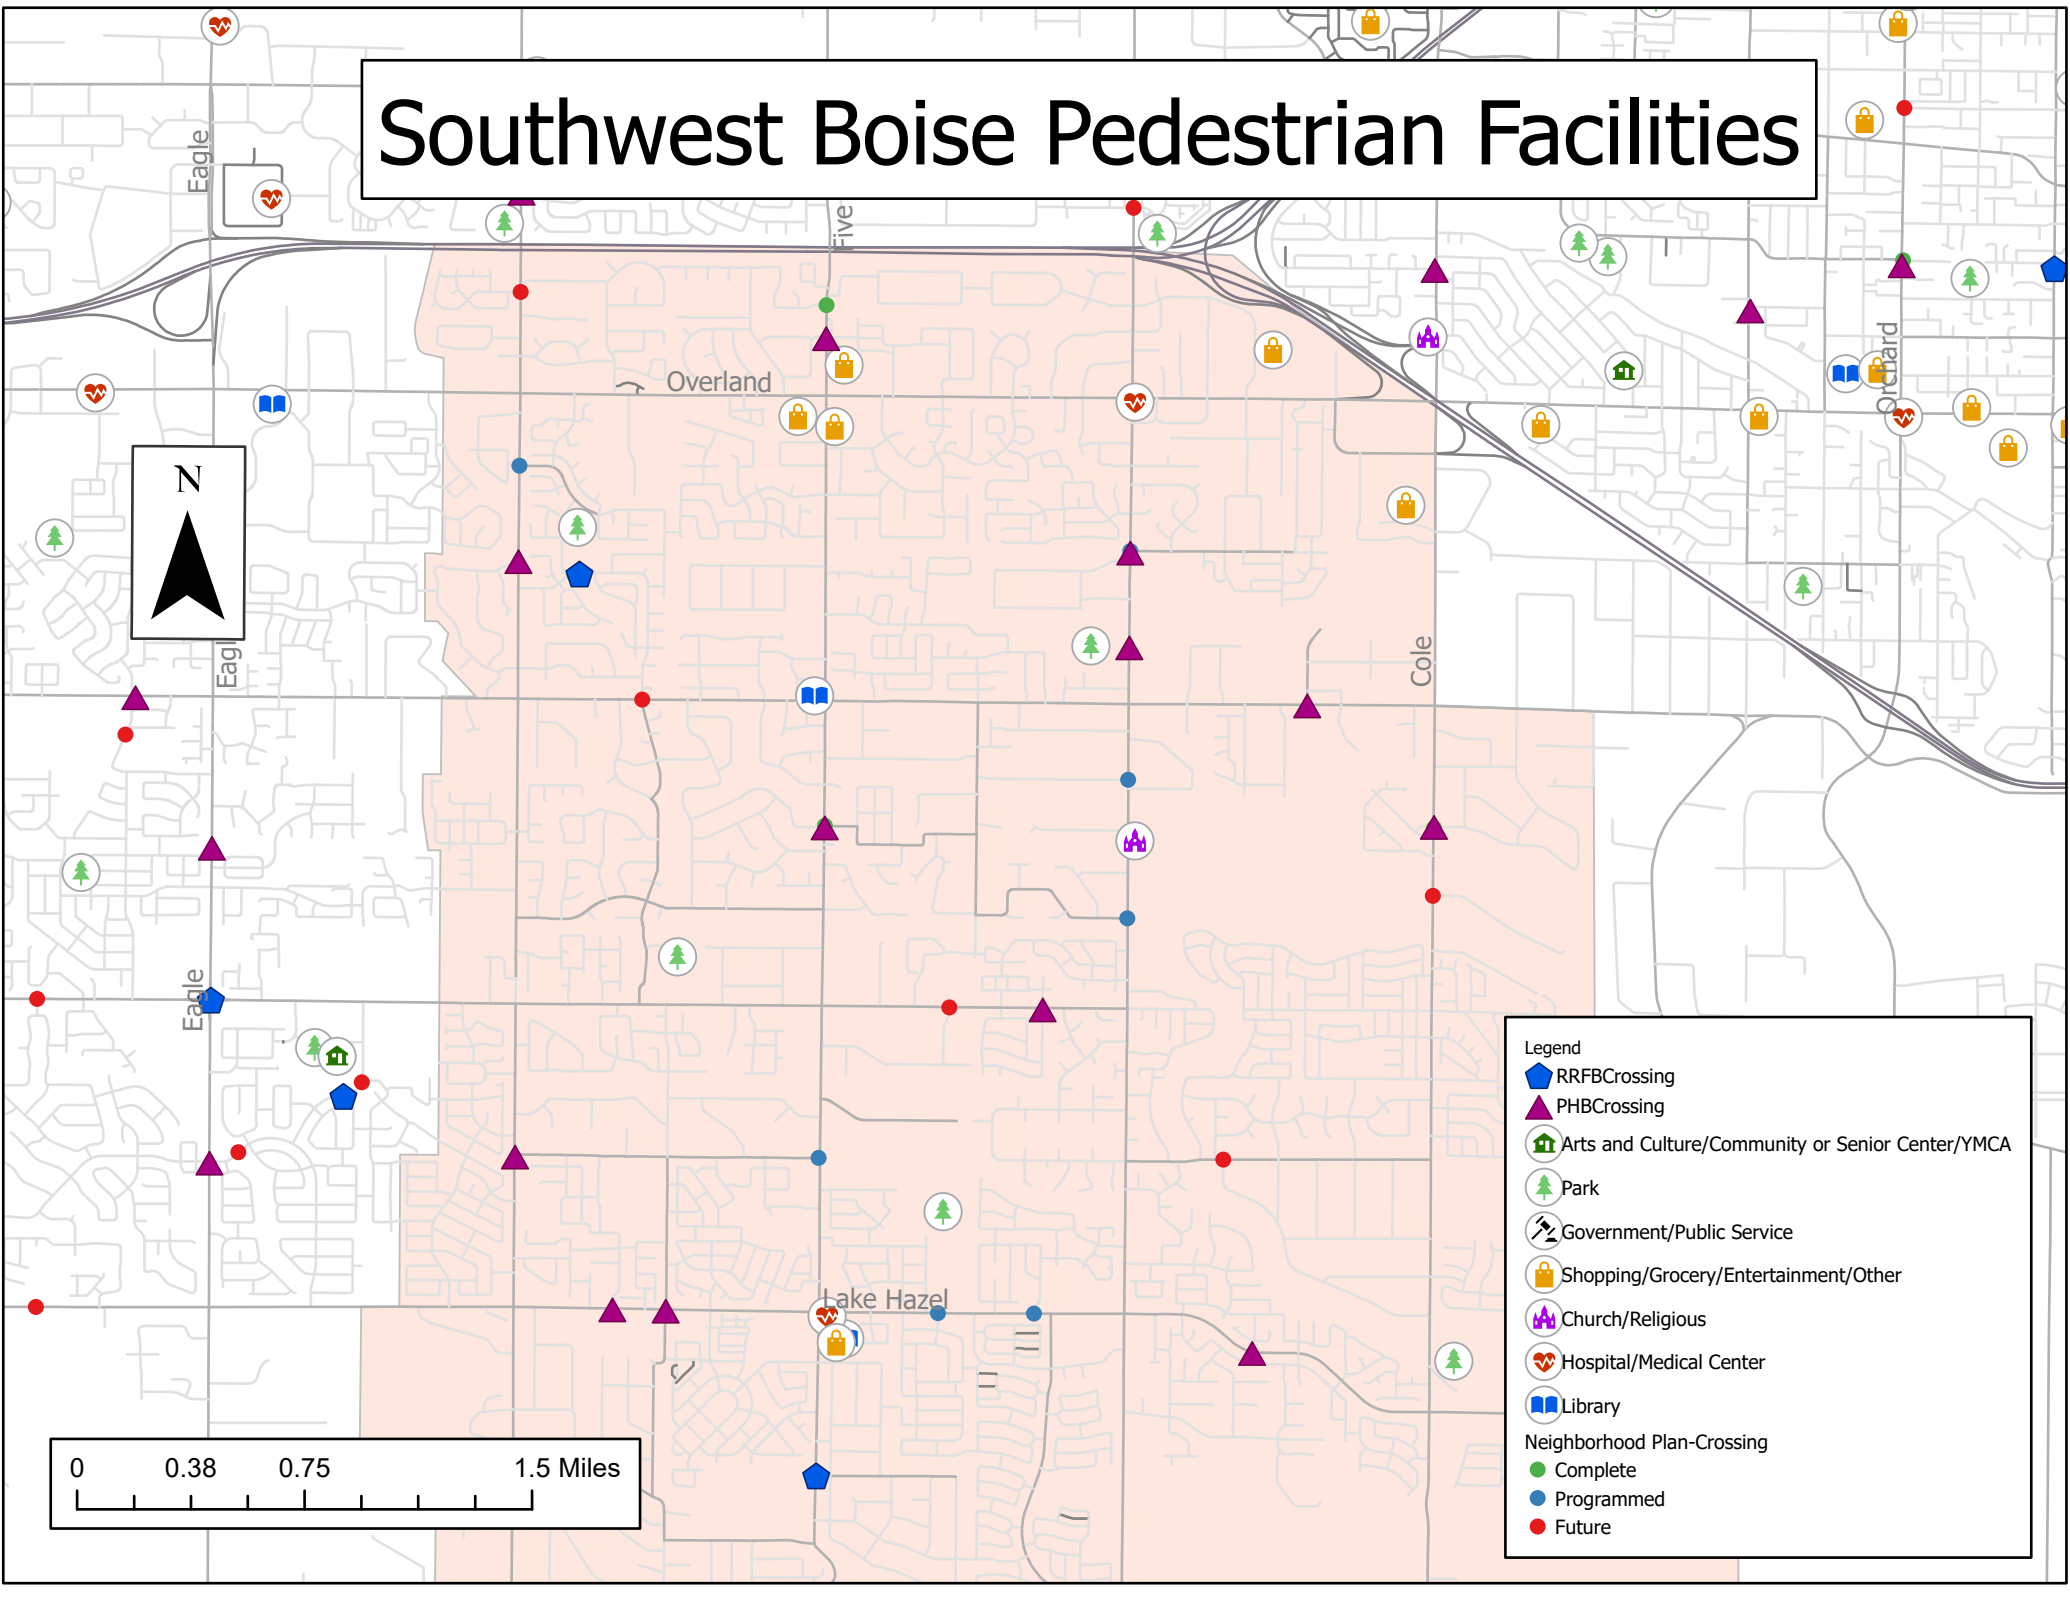 Southwest Boise Pedestrian Facilities
Eagle
Five
Orchard
Overland
N
Eagl
Cole
Eagle
Lake Hazel
Legend
RRFBCrossing
PHBCrossing
Arts and Culture/Community or Senior Center/YMCA
Park
Government/Public Service
Shopping/Grocery/Entertainment/Other
Church/Religious
Hospital/Medical Center
Library
Neighborhood Plan-Crossing
Complete
Programmed
Future
0 0.38 0.75 1.5 Miles